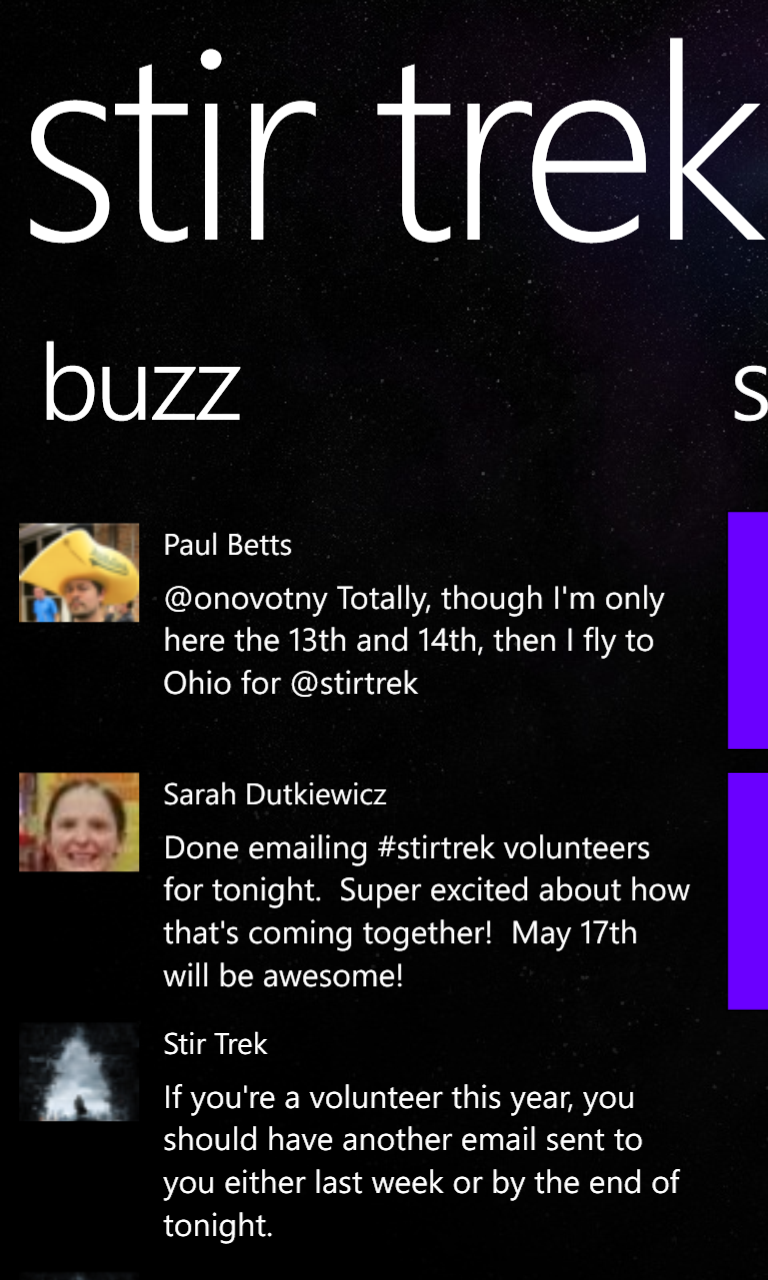 stir trek
buzz
s
Paul Betts
@onovotny Totally, though I'm only
here the 13th and 14th, then I fly to
Ohio for @stirtrek
Sarah Dutkiewicz
Done emailing #stirtrek volunteers
for tonight.  Super excited about how
that's coming together!  May 17th
will be awesome!
Stir Trek
If you're a volunteer this year, you
should have another email sent to
you either last week or by the end of
tonight.